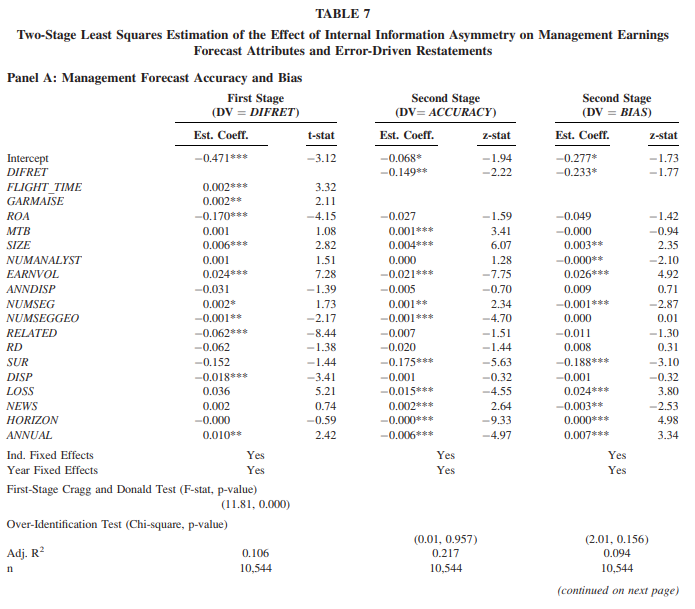 TABLE 7
Two-Stage Least Squares Estimation of the Effect of Internal Information Asymmetry on Management Earnings
Forecast Attributes and Error-Driven Restatements
Panel A: Management Forecast Accuracy and Bias
First Stage Second Stage Second Stage
(DV = DIFRET) (DV= ACCURACY) (DV = BIAS)
Est. Coeff. t-stat Est. Coeff. z-stat Est. Coeff. z-stat
Intercept −0.471*** −3.12 −0.068* −1.94 −0.277* −1.73
DIFRET −0.149** −2.22 −0.233* −1.77
FLIGHT_TIME 0.002*** 3.32
GARMAISE 0.002** 2.11
ROA −0.170*** −4.15 −0.027 −1.59 −0.049 −1.42
MTB 0.001 1.08 0.001*** 3.41 −0.000 −0.94
SIZE 0.006*** 2.82 0.004*** 6.07 0.003** 2.35
NUMANALYST 0.001 1.51 0.000 1.28 −0.000** −2.10
EARNVOL 0.024*** 7.28 −0.021*** −7.75 0.026*** 4.92
ANNDISP −0.031 −1.39 −0.005 −0.70 0.009 0.71
NUMSEG 0.002* 1.73 0.001** 2.34 −0.001*** −2.87
NUMSEGGEO −0.001** −2.17 −0.001*** −4.70 0.000 0.01
RELATED −0.062*** −8.44 −0.007 −1.51 −0.011 −1.30
RD −0.062 −1.38 −0.020 −1.44 0.008 0.31
SUR −0.152 −1.44 −0.175*** −5.63 −0.188*** −3.10
DISP −0.018*** −3.41 −0.001 −0.32 −0.001 −0.32
LOSS 0.036 5.21 −0.015*** −4.55 0.024*** 3.80
NEWS 0.002 0.74 0.002*** 2.64 −0.003** −2.53
HORIZON −0.000 −0.59 −0.000*** −9.33 0.000*** 4.98
ANNUAL 0.010** 2.42 −0.006*** −4.97 0.007*** 3.34
Ind. Fixed Effects Yes Yes Yes
Year Fixed Effects Yes Yes Yes
First-Stage Cragg and Donald Test (F-stat, p-value)
(11.81, 0.000)
Over-Identification Test (Chi-square, p-value)
(0.01, 0.957) (2.01, 0.156)
Adj. R² 0.106 0.217 0.094
n 10,544 10,544 10,544
(continued on next page)